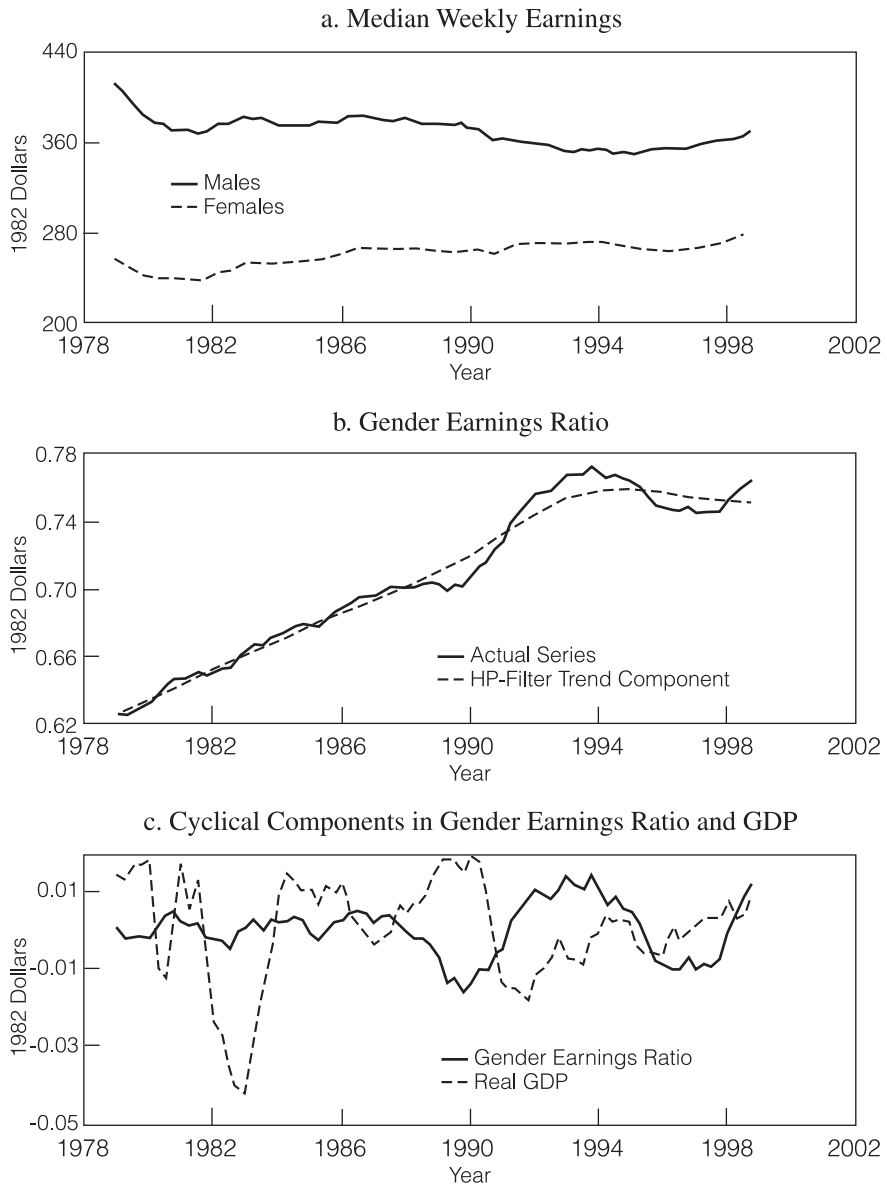 a. Median Weekly Earnings
440
360
280
200
1982 Dollars
Males
Females
1978 1982 1986 1990 1994 1998 2002
Year
b. Gender Earnings Ratio
0.78
0.74
0.70
0.66
0.62
1982 Dollars
Actual Series
HP-Filter Trend Component
1978 1982 1986 1990 1994 1998 2002
Year
c. Cyclical Components in Gender Earnings Ratio and GDP
0.01
-0.01
-0.03
-0.05
1982 Dollars
Gender Earnings Ratio
Real GDP
1978 1982 1986 1990 1994 1998 2002
Year